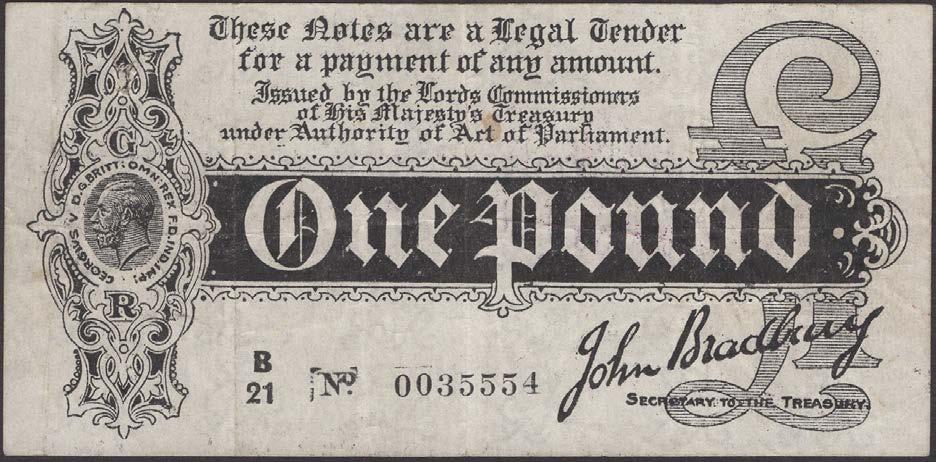 These Notes are a Legal Tender
for a payment of any amount.
Issued by the Lords Commissioners
of His Majesty's Treasury
under Authority of Act of Parliament.
£1
G
GEORGIVS V D.G.BRITT:OMN:REX F.D.IND:IMP:
R
One Pound
B
21
Nº. 0035554
John Bradbury
SECRETARY TO THE TREASURY.
£1